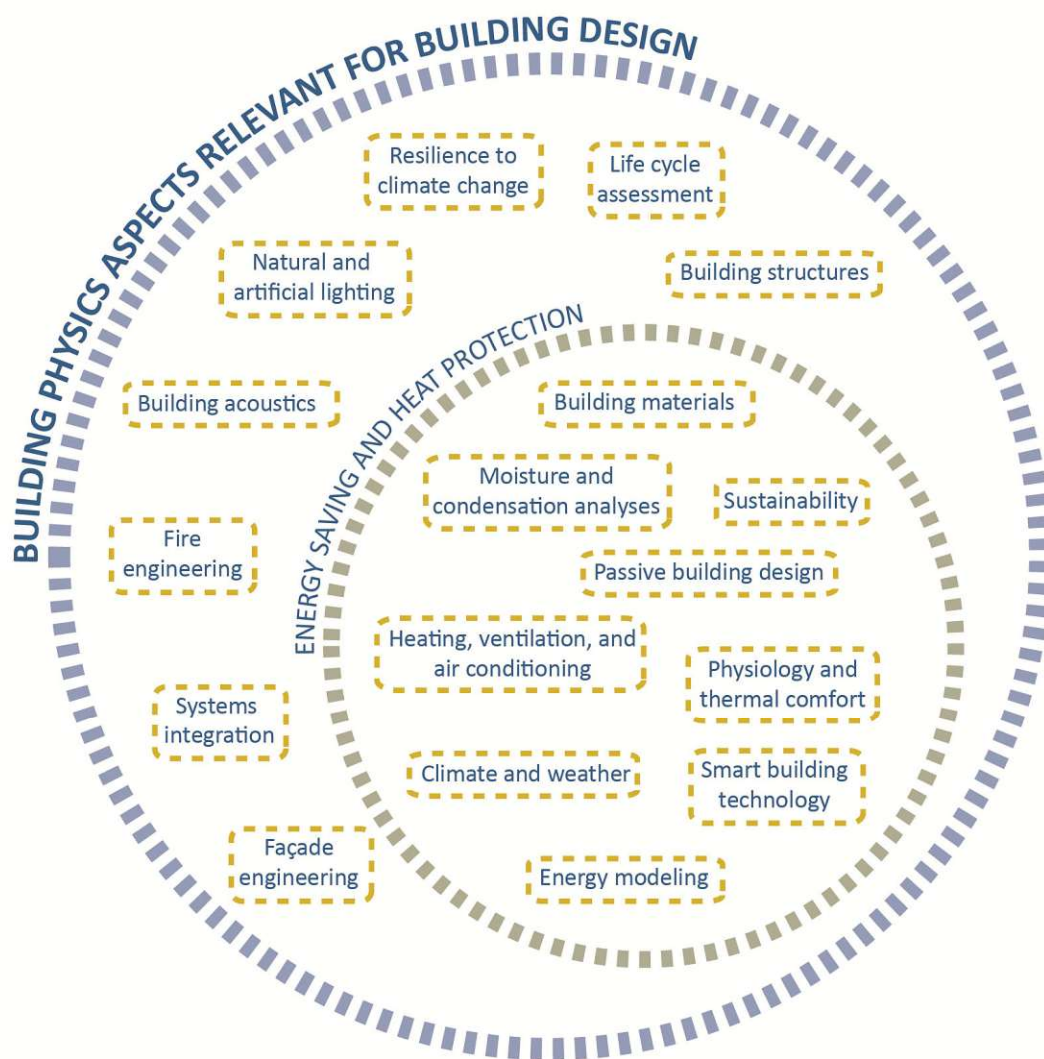 BUILDING PHYSICS ASPECTS RELEVANT FOR BUILDING DESIGN
Resilience to
climate change
Life cycle
assessment
Natural and
artificial lighting
Building structures
ENERGY SAVING AND HEAT PROTECTION
Building acoustics
Building materials
Moisture and
condensation analyses
Sustainability
Fire
engineering
Passive building design
Heating, ventilation, and
air conditioning
Physiology and
thermal comfort
Systems
integration
Climate and weather
Smart building
technology
Façade
engineering
Energy modeling